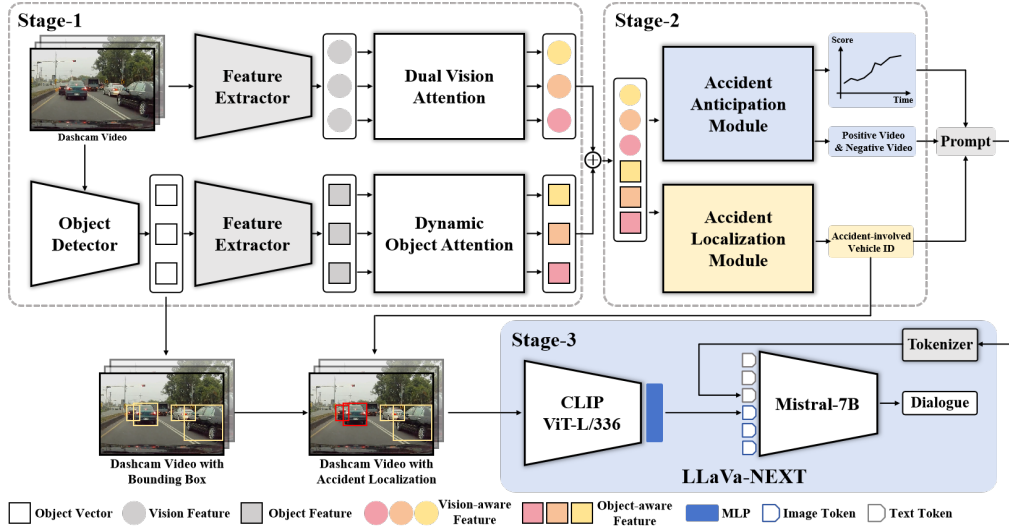 Stage-1
Dashcam Video
Feature
Extractor
Dual Vision
Attention
Object
Detector
Feature
Extractor
Dynamic
Object Attention
Stage-2
Accident
Anticipation
Module
Score
Time
Positive Video
& Negative Video
Prompt
Accident
Localization
Module
Accident-involved
Vehicle ID
Dashcam Video with
Bounding Box
Dashcam Video with
Accident Localization
Stage-3
CLIP
ViT-L/336
Mistral-7B
Tokenizer
Dialogue
LLaVa-NEXT
Object Vector
Vision Feature
Object Feature
Vision-aware
Feature
Object-aware
Feature
MLP
Image Token
Text Token